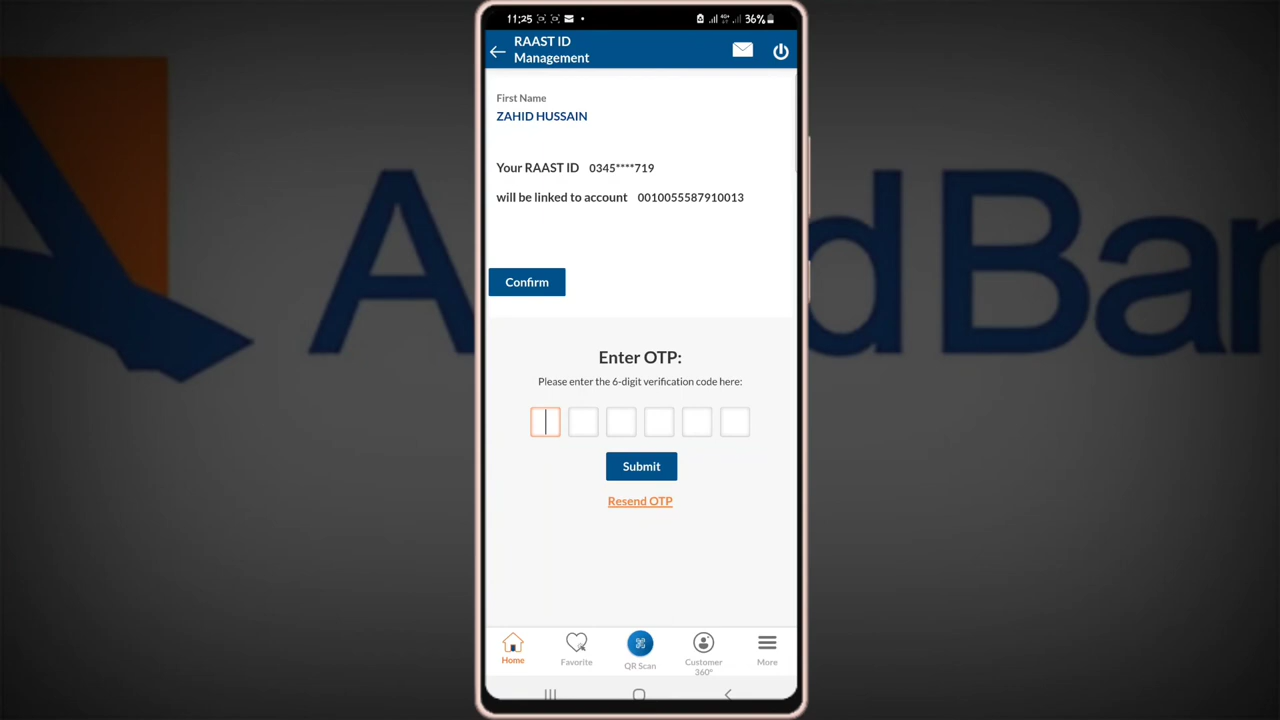 11:25
4G+
36%
RAAST ID
Management
First Name
ZAHID HUSSAIN
Your RAAST ID 0345****719
will be linked to account 0010055587910013
Confirm
Enter OTP:
Please enter the 6-digit verification code here:
Submit
Resend OTP
Home
Favorite
QR Scan
Customer
360°
More